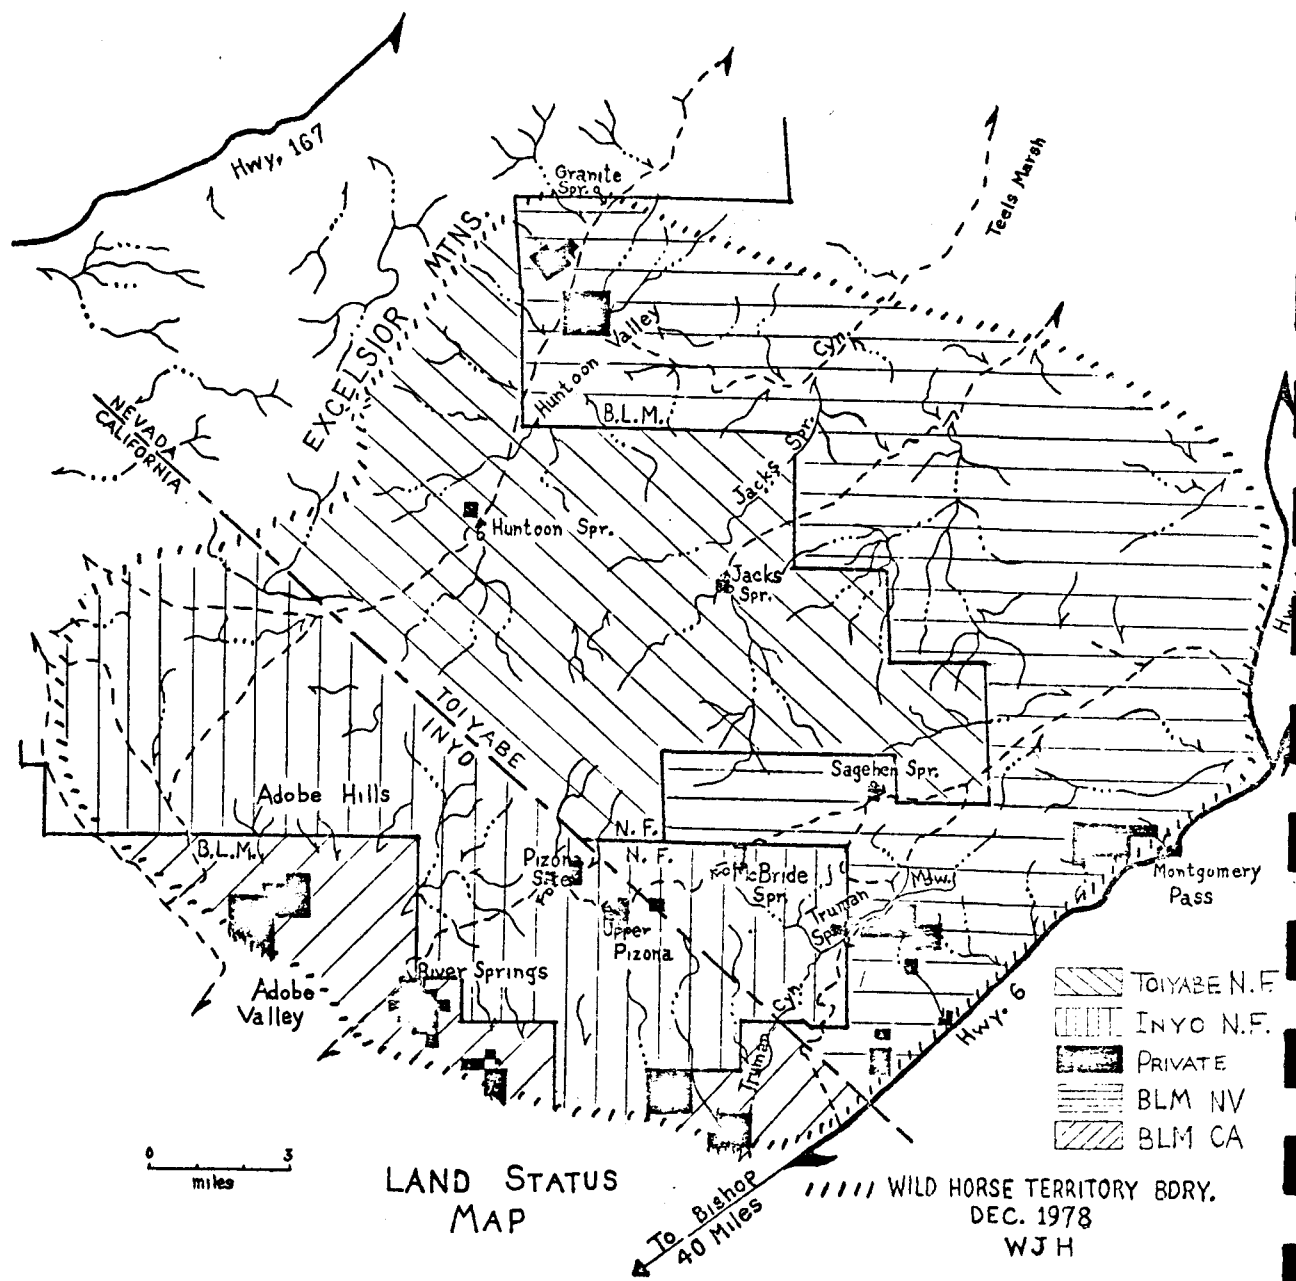 Hwy. 167
Granite
Spr.
Teels Marsh
EXCELSIOR MTNS.
Huntoon Valley
Cyn
B.L.M.
NEVADA
CALIFORNIA
Jacks Spr.
Huntoon Spr.
Jacks
Spr.
TOIYABE
INYO
Sagehen Spr.
Adobe Hills
N.F.
N.F.
B.L.M.
Pizona
Site
McBride
Spr.
Mdw.
Montgomery
Pass
Truman
Spr.
Upper
Pizona
River Springs
Adobe
Valley
Truman Cyn.
Hwy. 6
TOIYABE N.F.
INYO N.F.
PRIVATE
BLM NV
BLM CA
0 3
miles
LAND STATUS
MAP
WILD HORSE TERRITORY BDRY.
DEC. 1978
WJH
To Bishop
40 Miles